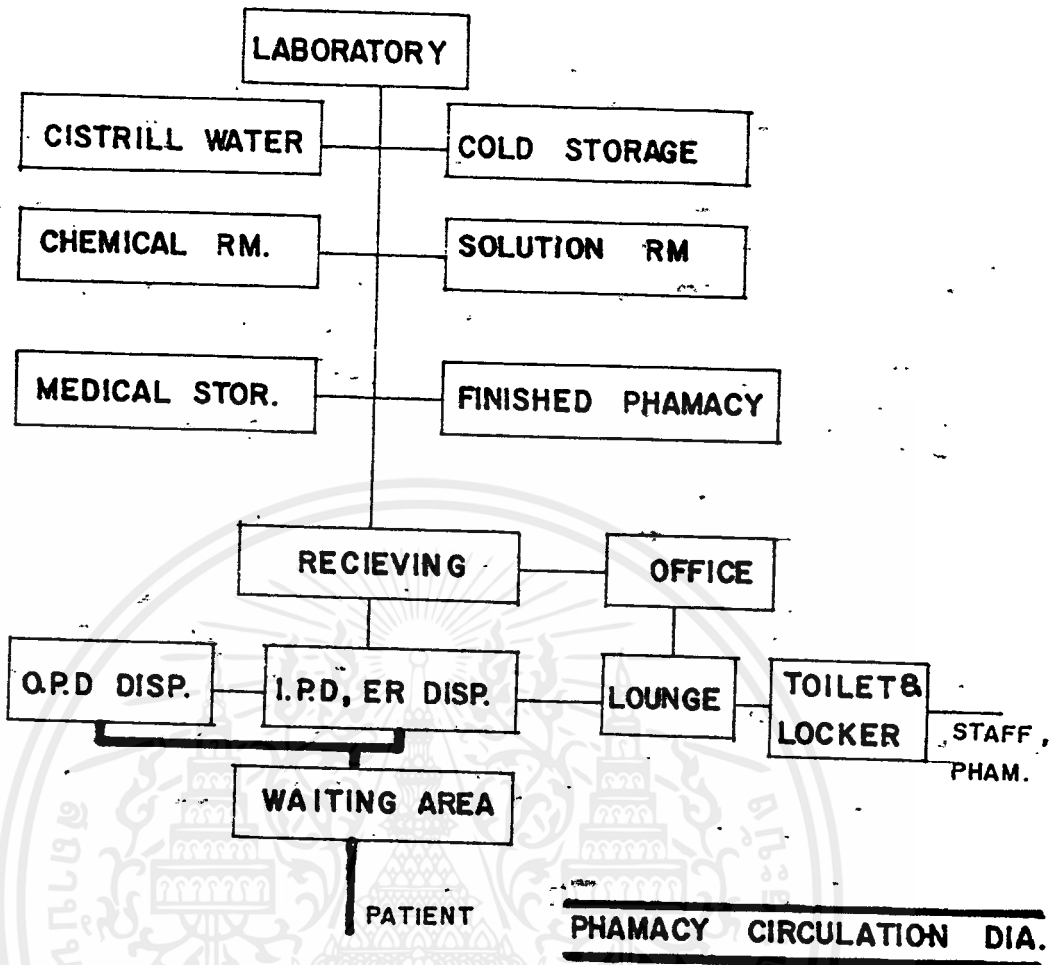 LABORATORY
CISTRILL WATER
COLD STORAGE
CHEMICAL RM.
SOLUTION RM
MEDICAL STOR.
FINISHED PHAMACY
RECIEVING
OFFICE
O.P.D DISP.
I.P.D, ER DISP.
LOUNGE
TOILET &
LOCKER
STAFF,
PHAM.
WAITING AREA
PATIENT
PHAMACY CIRCULATION DIA.